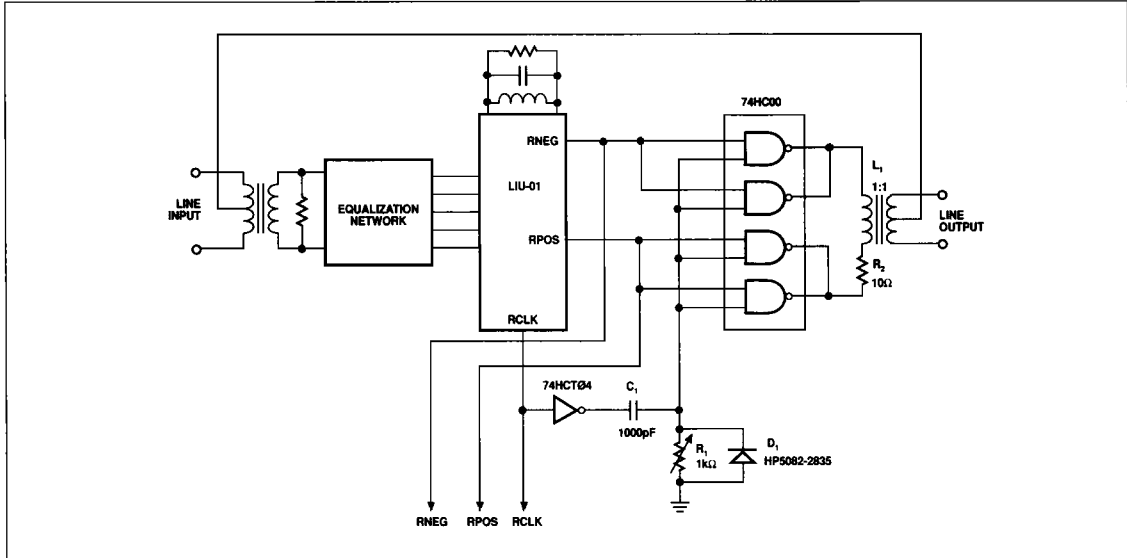 74HC00
RNEG
L₁
1:1
LIU-01
LINE
INPUT
EQUALIZATION
NETWORK
LINE
OUTPUT
RPOS
R₂
10Ω
RCLK
74HCTØ4
C₁
1000pF
R₁
1kΩ
D₁
HP5082-2835
RNEG RPOS RCLK